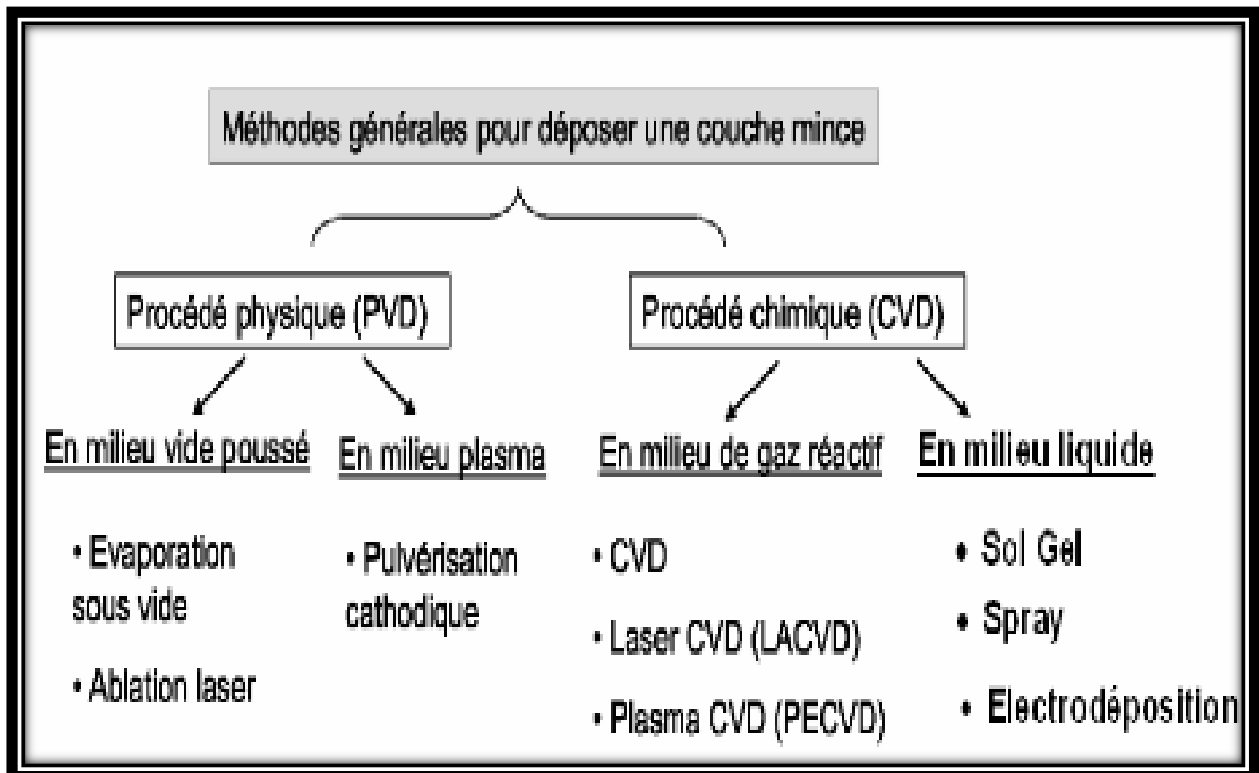 Méthodes générales pour déposer une couche mince
Procédé physique (PVD)
Procédé chimique (CVD)
En milieu vide poussé
En milieu plasma
En milieu de gaz réactif
En milieu liquide
• Evaporation
sous vide
• Ablation laser
• Pulvérisation
cathodique
• CVD
• Laser CVD (LACVD)
• Plasma CVD (PECVD)
• Sol Gel
• Spray
• Electrodéposition